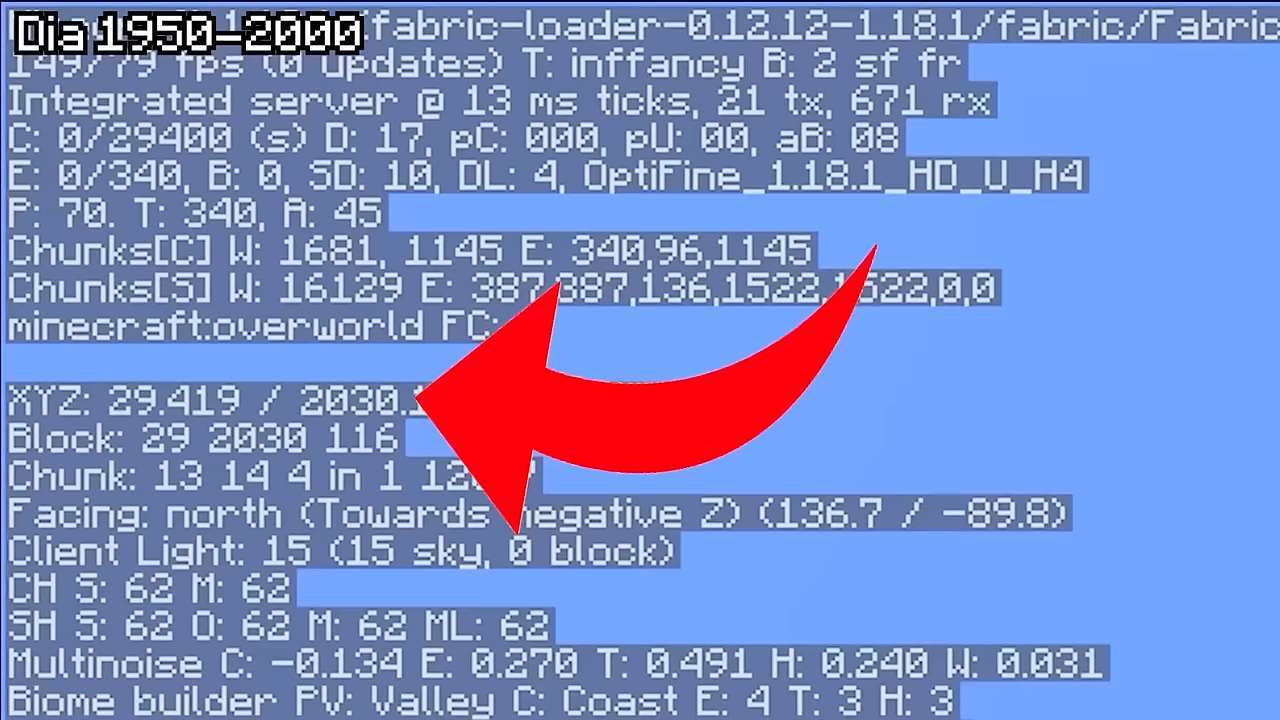 Dia 1950-2000
/fabric-loader-0.12.12-1.18.1/fabric/Fabric
149/79 fps (0 updates) T: inffancy B: 2 sf fr
Integrated server @ 13 ms ticks, 21 tx, 671 rx
C: 0/29400 (s) D: 17, pC: 000, pU: 00, aB: 08
E: 0/340, B: 0, SD: 10, DL: 4, OptiFine_1.18.1_HD_U_H4
P: 70. T: 340, A: 45
Chunks[C] W: 1681, 1145 E: 340,96,1145
Chunks[S] W: 16129 E: 387,387,136,1522,1522,0,0
minecraft:overworld FC:
XYZ: 29.419 / 2030.
Block: 29 2030 116
Chunk: 13 14 4 in 1
Facing: north (Towards negative Z) (136.7 / -89.8)
Client Light: 15 (15 sky, 0 block)
CH S: 62 M: 62
SH S: 62 O: 62 M: 62 ML: 62
Multinoise C: -0.134 E: 0.270 T: 0.491 H: 0.240 W: 0.031
Biome builder PV: Valley C: Coast E: 4 T: 3 H: 3